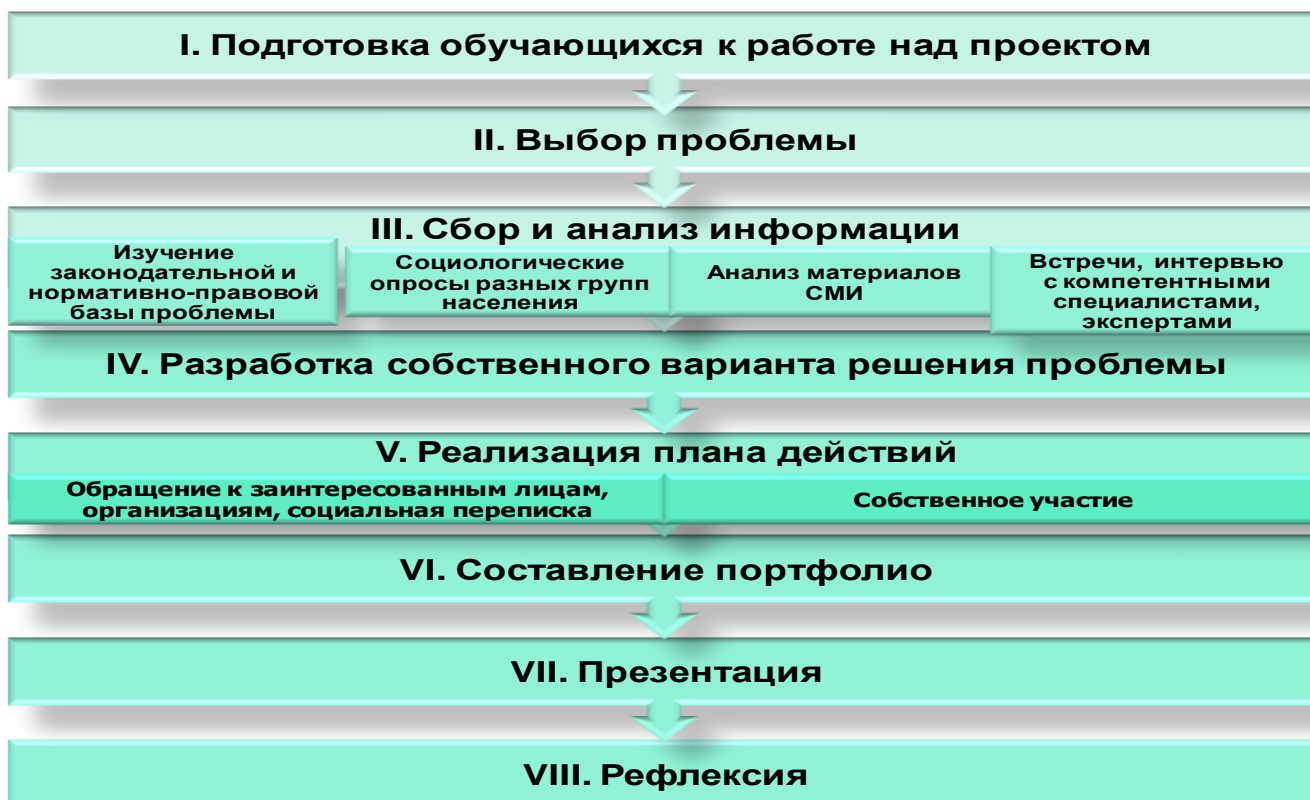 I. Подготовка обучающихся к работе над проектом
II. Выбор проблемы
III. Сбор и анализ информации
Изучение
законодательной и
нормативно-правовой
базы проблемы
Социологические
опросы разных групп
населения
Анализ материалов
СМИ
Встречи, интервью
с компетентными
специалистами,
экспертами
IV. Разработка собственного варианта решения проблемы
V. Реализация плана действий
Обращение к заинтересованным лицам,
организациям, социальная переписка
Собственное участие
VI. Составление портфолио
VII. Презентация
VIII. Рефлексия